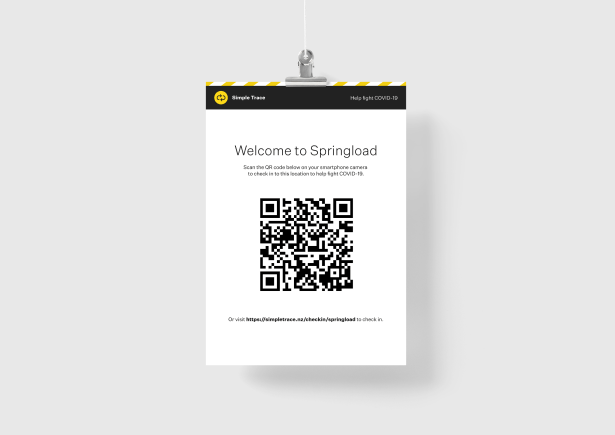 Simple Trace
Help fight COVID-19
Welcome to Springload
Scan the QR code below on your smartphone camera
to check in to this location to help fight COVID-19.
Or visit https://simpletrace.nz/checkin/springload to check in.